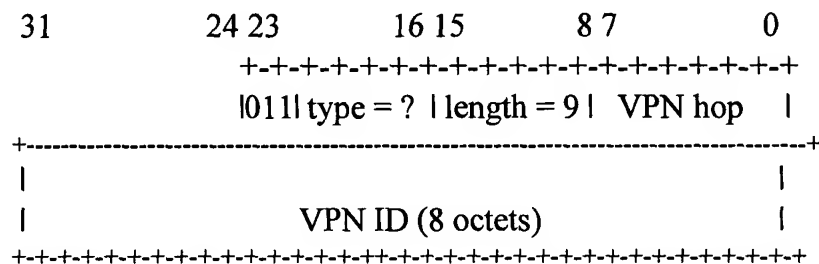 31 24 23 16 15 8 7 0
+-+-+-+-+-+-+-+-+-+-+-+-+-+-+-+-+-+-+
|011| type = ? | length = 9 | VPN hop |
+---------------------------------------------------------------+
| |
| VPN ID (8 octets) |
+-+-+-+-+-+-+-+-+-+-+-+-+-+-++-+-+-+-+-+-+-+-+-+-+-+-+-+-+-+-+-+